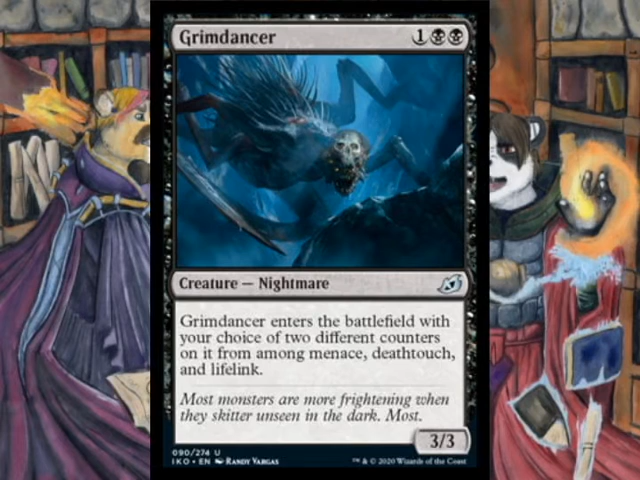 Grimdancer 1
Creature — Nightmare
Grimdancer enters the battlefield with
your choice of two different counters
on it from among menace, deathtouch,
and lifelink.
Most monsters are more frightening when
they skitter unseen in the dark. Most.
3/3
090/274 U
IKO • EN Randy Vargas
™ & © 2020 Wizards of the Coast